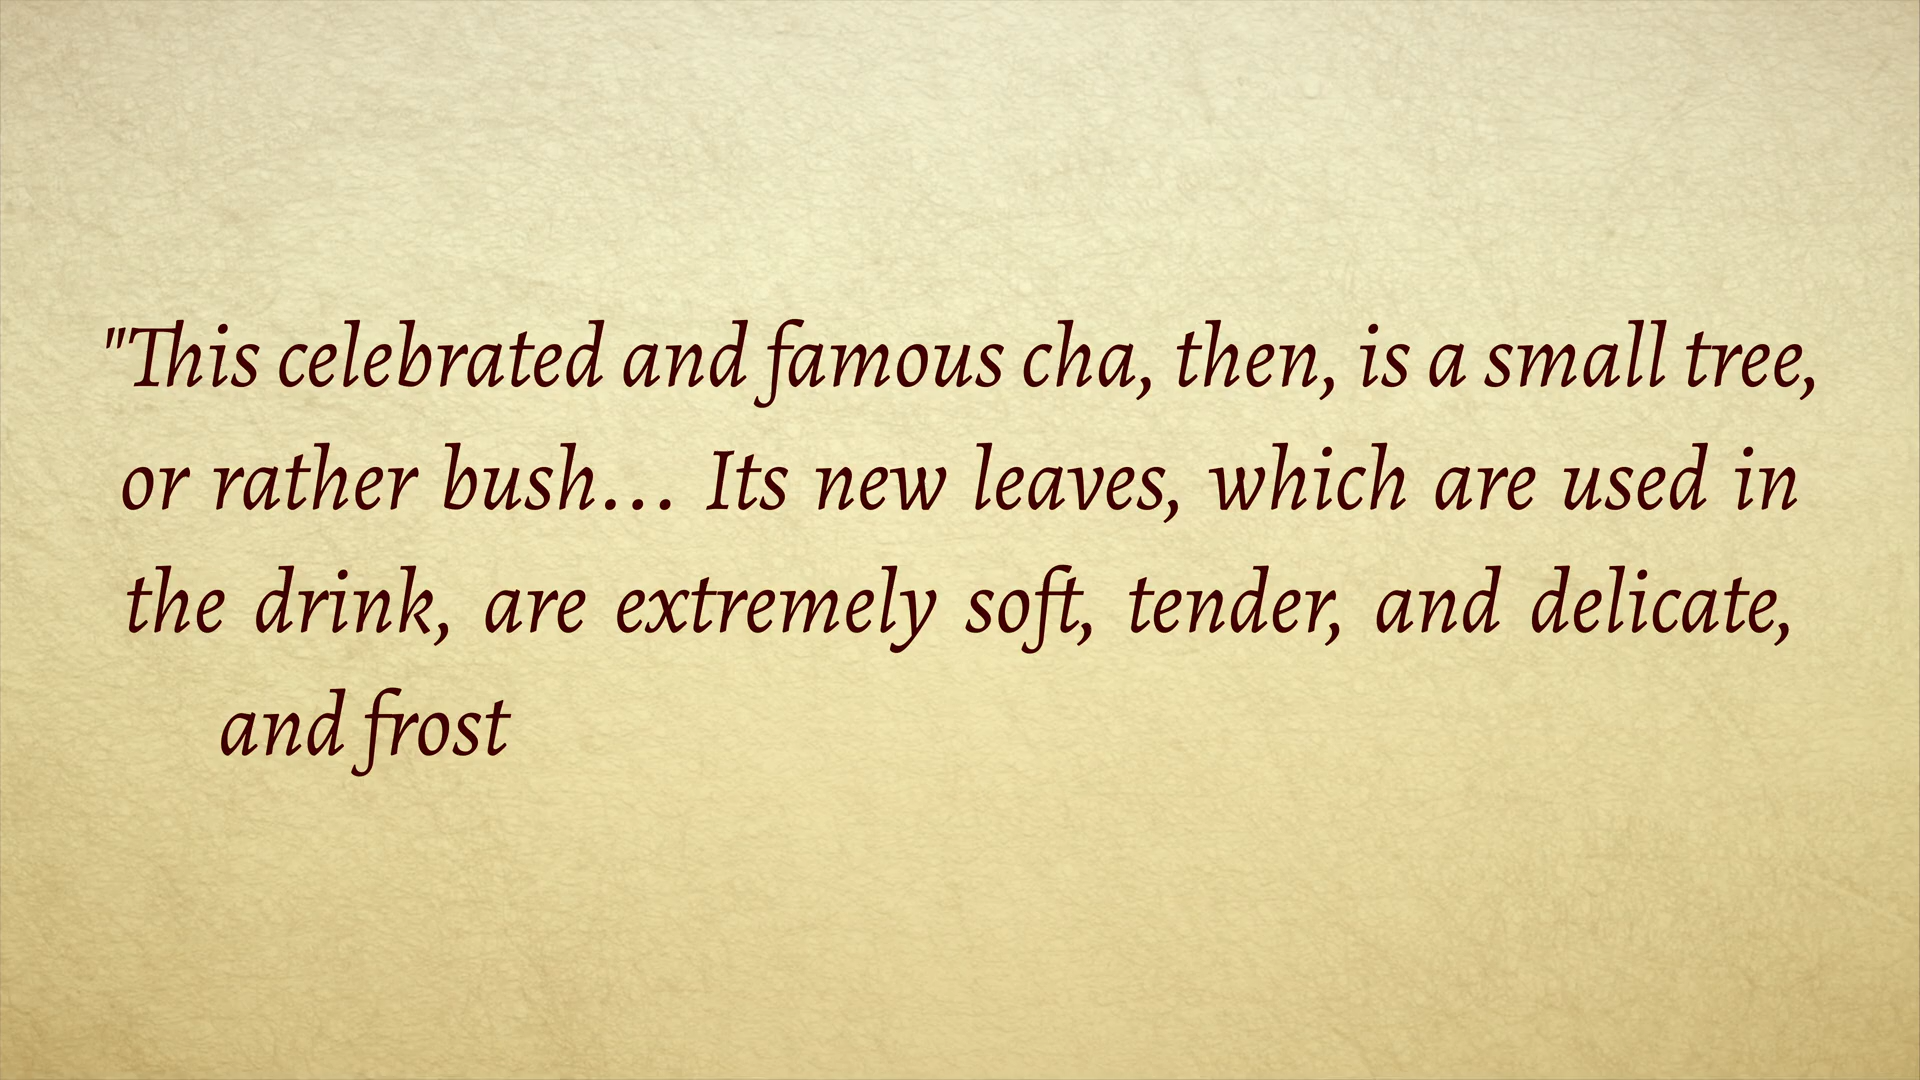 "This celebrated and famous cha, then, is a small tree,
or rather bush… Its new leaves, which are used in
the drink, are extremely soft, tender, and delicate,
and frost